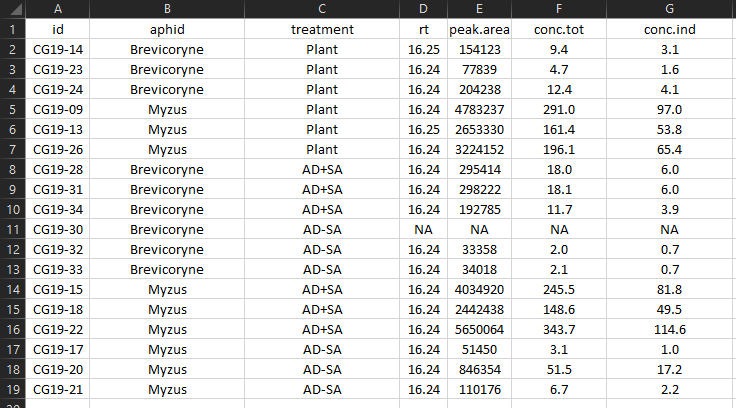 A B C D E F G
1 id aphid treatment rt peak.area conc.tot conc.ind
2 CG19-14 Brevicoryne Plant 16.25 154123 9.4 3.1
3 CG19-23 Brevicoryne Plant 16.24 77839 4.7 1.6
4 CG19-24 Brevicoryne Plant 16.24 204238 12.4 4.1
5 CG19-09 Myzus Plant 16.24 4783237 291.0 97.0
6 CG19-13 Myzus Plant 16.25 2653330 161.4 53.8
7 CG19-26 Myzus Plant 16.24 3224152 196.1 65.4
8 CG19-28 Brevicoryne AD+SA 16.24 295414 18.0 6.0
9 CG19-31 Brevicoryne AD+SA 16.24 298222 18.1 6.0
10 CG19-34 Brevicoryne AD+SA 16.24 192785 11.7 3.9
11 CG19-30 Brevicoryne AD-SA NA NA NA NA
12 CG19-32 Brevicoryne AD-SA 16.24 33358 2.0 0.7
13 CG19-33 Brevicoryne AD-SA 16.24 34018 2.1 0.7
14 CG19-15 Myzus AD+SA 16.24 4034920 245.5 81.8
15 CG19-18 Myzus AD+SA 16.24 2442438 148.6 49.5
16 CG19-22 Myzus AD+SA 16.24 5650064 343.7 114.6
17 CG19-17 Myzus AD-SA 16.24 51450 3.1 1.0
18 CG19-20 Myzus AD-SA 16.24 846354 51.5 17.2
19 CG19-21 Myzus AD-SA 16.24 110176 6.7 2.2